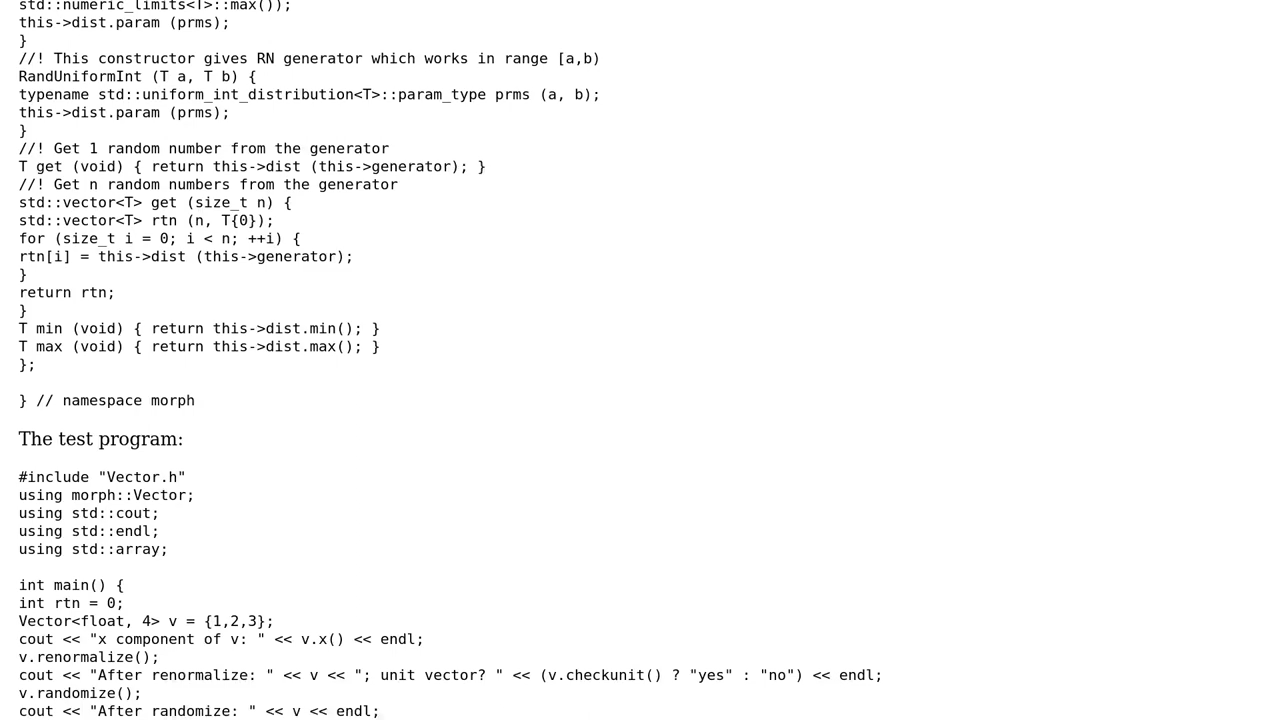 std::numeric_limits<T>::max());
this->dist.param (prms);
}
//! This constructor gives RN generator which works in range [a,b)
RandUniformInt (T a, T b) {
typename std::uniform_int_distribution<T>::param_type prms (a, b);
this->dist.param (prms);
}
//! Get 1 random number from the generator
T get (void) { return this->dist (this->generator); }
//! Get n random numbers from the generator
std::vector<T> get (size_t n) {
std::vector<T> rtn (n, T{0});
for (size_t i = 0; i < n; ++i) {
rtn[i] = this->dist (this->generator);
}
return rtn;
}
T min (void) { return this->dist.min(); }
T max (void) { return this->dist.max(); }
};
} // namespace morph
The test program:
#include "Vector.h"
using morph::Vector;
using std::cout;
using std::endl;
using std::array;
int main() {
int rtn = 0;
Vector<float, 4> v = {1,2,3};
cout << "x component of v: " << v.x() << endl;
v.renormalize();
cout << "After renormalize: " << v << "; unit vector? " << (v.checkunit() ? "yes" : "no") << endl;
v.randomize();
cout << "After randomize: " << v << endl;